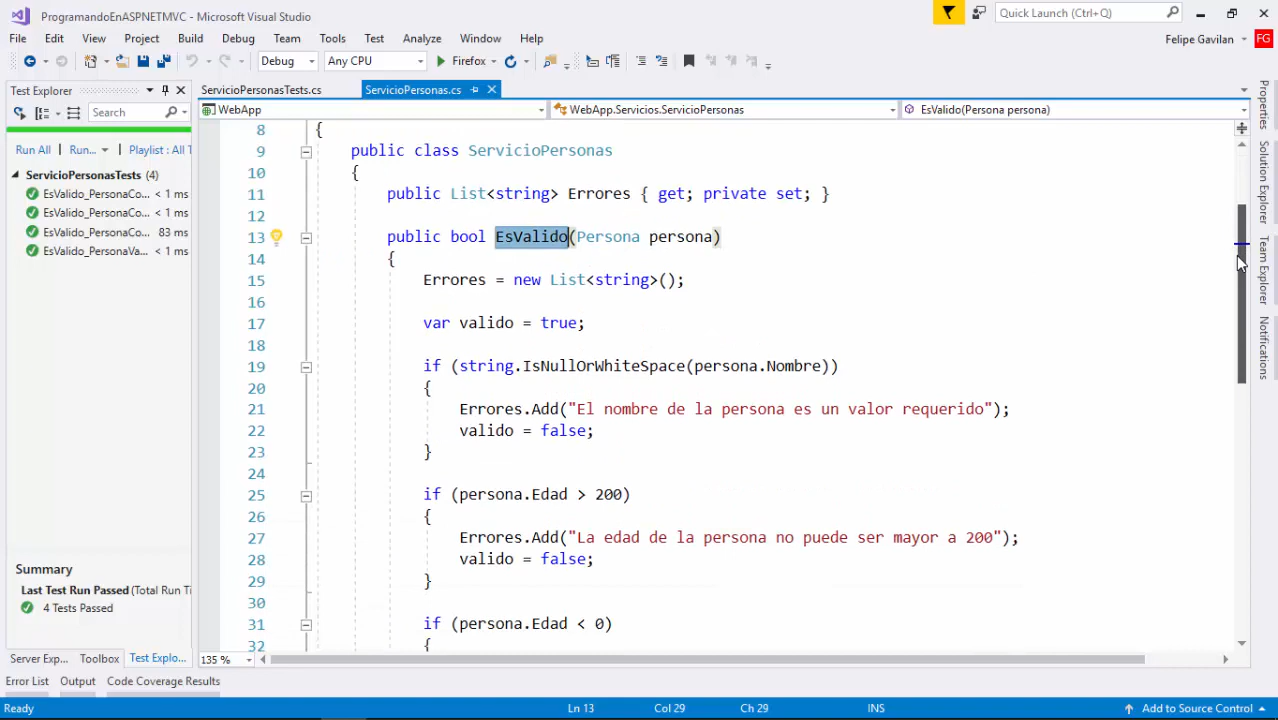 ProgramandoEnASPNETMVC - Microsoft Visual Studio
Quick Launch (Ctrl+Q)
File Edit View Project Build Debug Team Tools Test Analyze Window Help
Felipe Gavilan FG
Debug Any CPU Firefox
Test Explorer
ServicioPersonasTests.cs ServicioPersonas.cs
Search
WebApp WebApp.Servicios.ServicioPersonas EsValido(Persona persona)
Run All Run... Playlist : All T
ServicioPersonasTests (4)
EsValido_PersonaCo... < 1 ms
EsValido_PersonaCo... < 1 ms
EsValido_PersonaCo... 83 ms
EsValido_PersonaVa... < 1 ms
Summary
Last Test Run Passed (Total Run Ti
4 Tests Passed
Server Exp... Toolbox Test Explo...
8 {
9 public class ServicioPersonas
10 {
11 public List<string> Errores { get; private set; }
12
13 public bool EsValido(Persona persona)
14 {
15 Errores = new List<string>();
16
17 var valido = true;
18
19 if (string.IsNullOrWhiteSpace(persona.Nombre))
20 {
21 Errores.Add("El nombre de la persona es un valor requerido");
22 valido = false;
23 }
24
25 if (persona.Edad > 200)
26 {
27 Errores.Add("La edad de la persona no puede ser mayor a 200");
28 valido = false;
29 }
30
31 if (persona.Edad < 0)
32 {
135 %
Properties
Solution Explorer
Team Explorer
Notifications
Error List Output Code Coverage Results
Ready Ln 13 Col 29 Ch 29 INS Add to Source Control